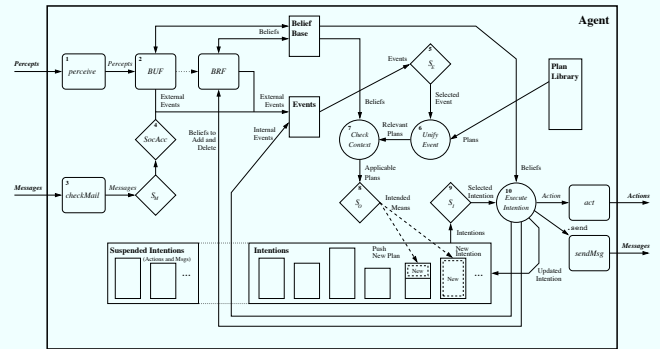 Agent
Belief
Base
Beliefs
1
perceive
Percepts
Percepts
2
BUF
BRF
External
Events
External
Events
Events
Internal
Events
Beliefs to
Add and
Delete
4
SocAcc
Messages
3
checkMail
Messages
S_M
Events
5
S_E
Selected
Event
Plan
Library
Plans
6
Unify
Event
Relevant
Plans
7
Check
Context
Beliefs
Applicable
Plans
8
S_O
Intended
Means
9
S_I
Selected
Intention
Intentions
Beliefs
10
Execute
Intention
Action
act
Actions
.send
sendMsg
Messages
Updated
Intention
Suspended Intentions
(Actions and Msgs)
...
Intentions
Push
New Plan
New
Intention
New
New
...